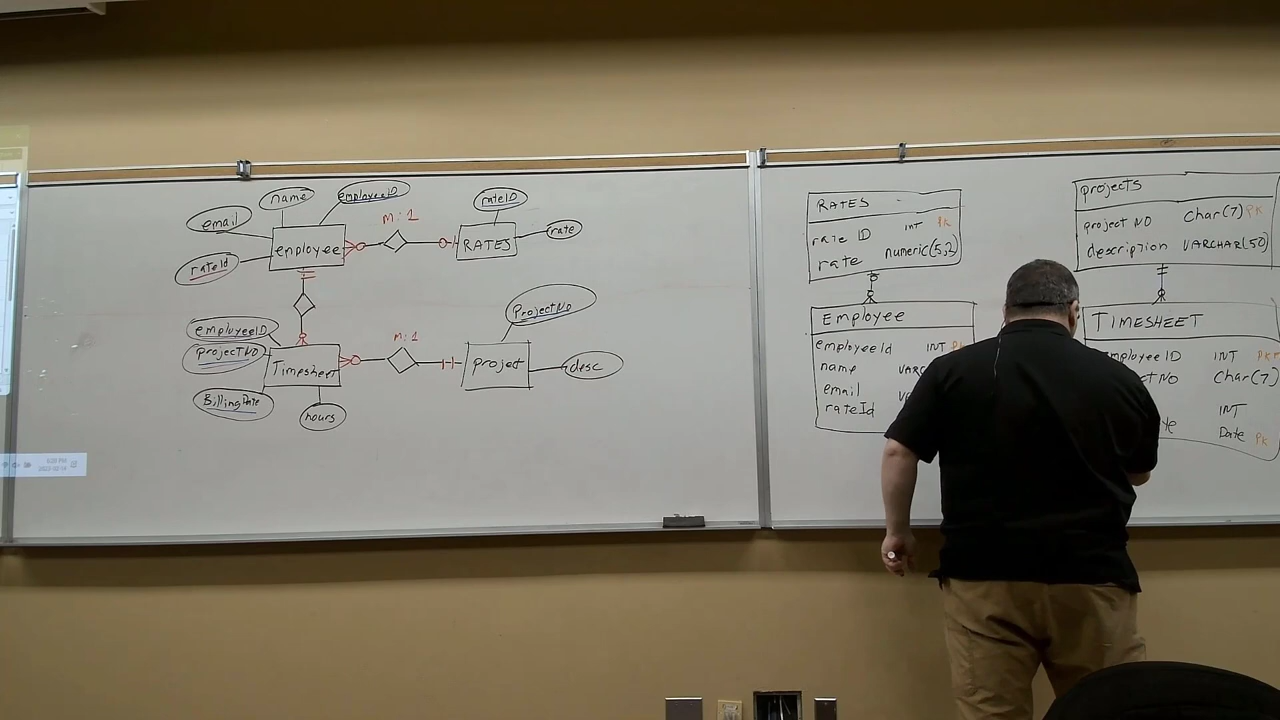 name
employeeID
email
M:1
rateID
employee
RATES
rate
rateId
ProjectNo
employeeID
M:1
projectNO
Timesheet
project
desc
BillingDate
hours
RATES
rate ID INT PK
rate numeric(5,2)
Employee
employeeId INT PK
name
email
rateId
projects
project NO char(7) PK
description VARCHAR(50)
TIMESHEET
INT
char(7)
INT
Date PK